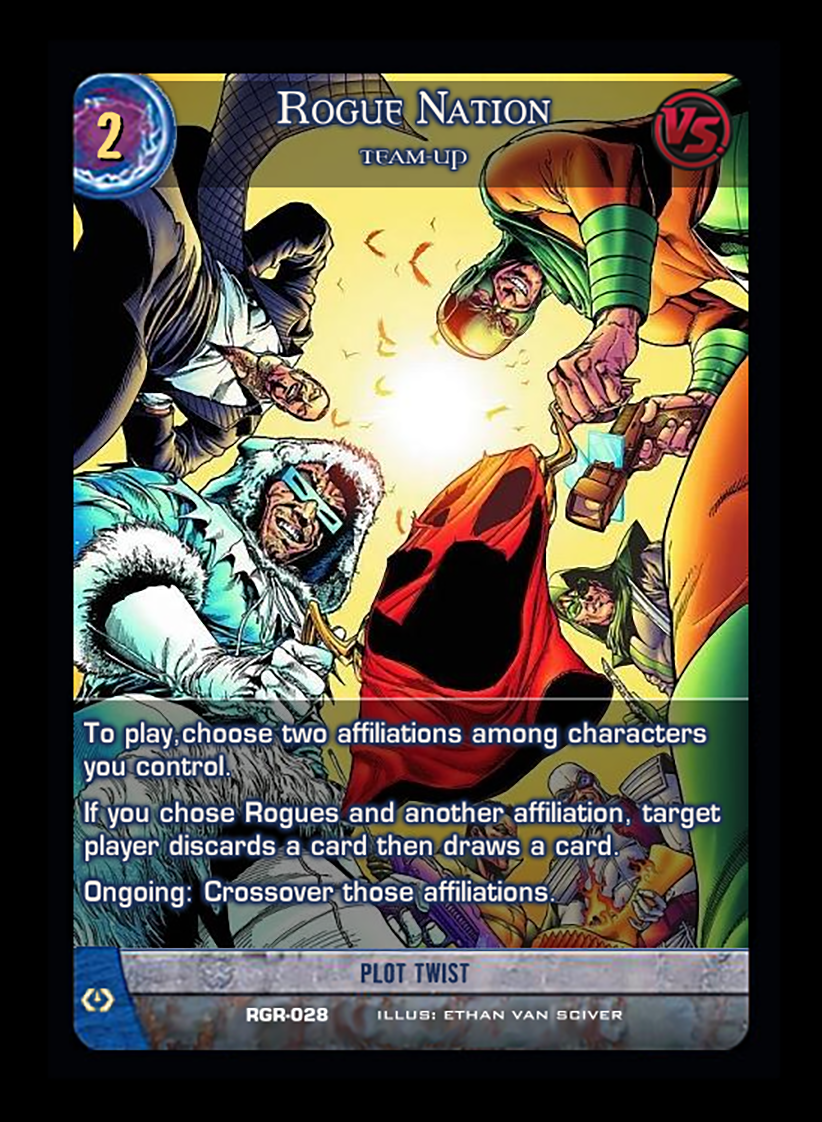 2
Rogue Nation
Team-Up
VS.
To play,choose two affiliations among characters
you control.
If you chose Rogues and another affiliation, target
player discards a card then draws a card.
Ongoing: Crossover those affiliations.
PLOT TWIST
RGR-028 ILLUS: ETHAN VAN SCIVER